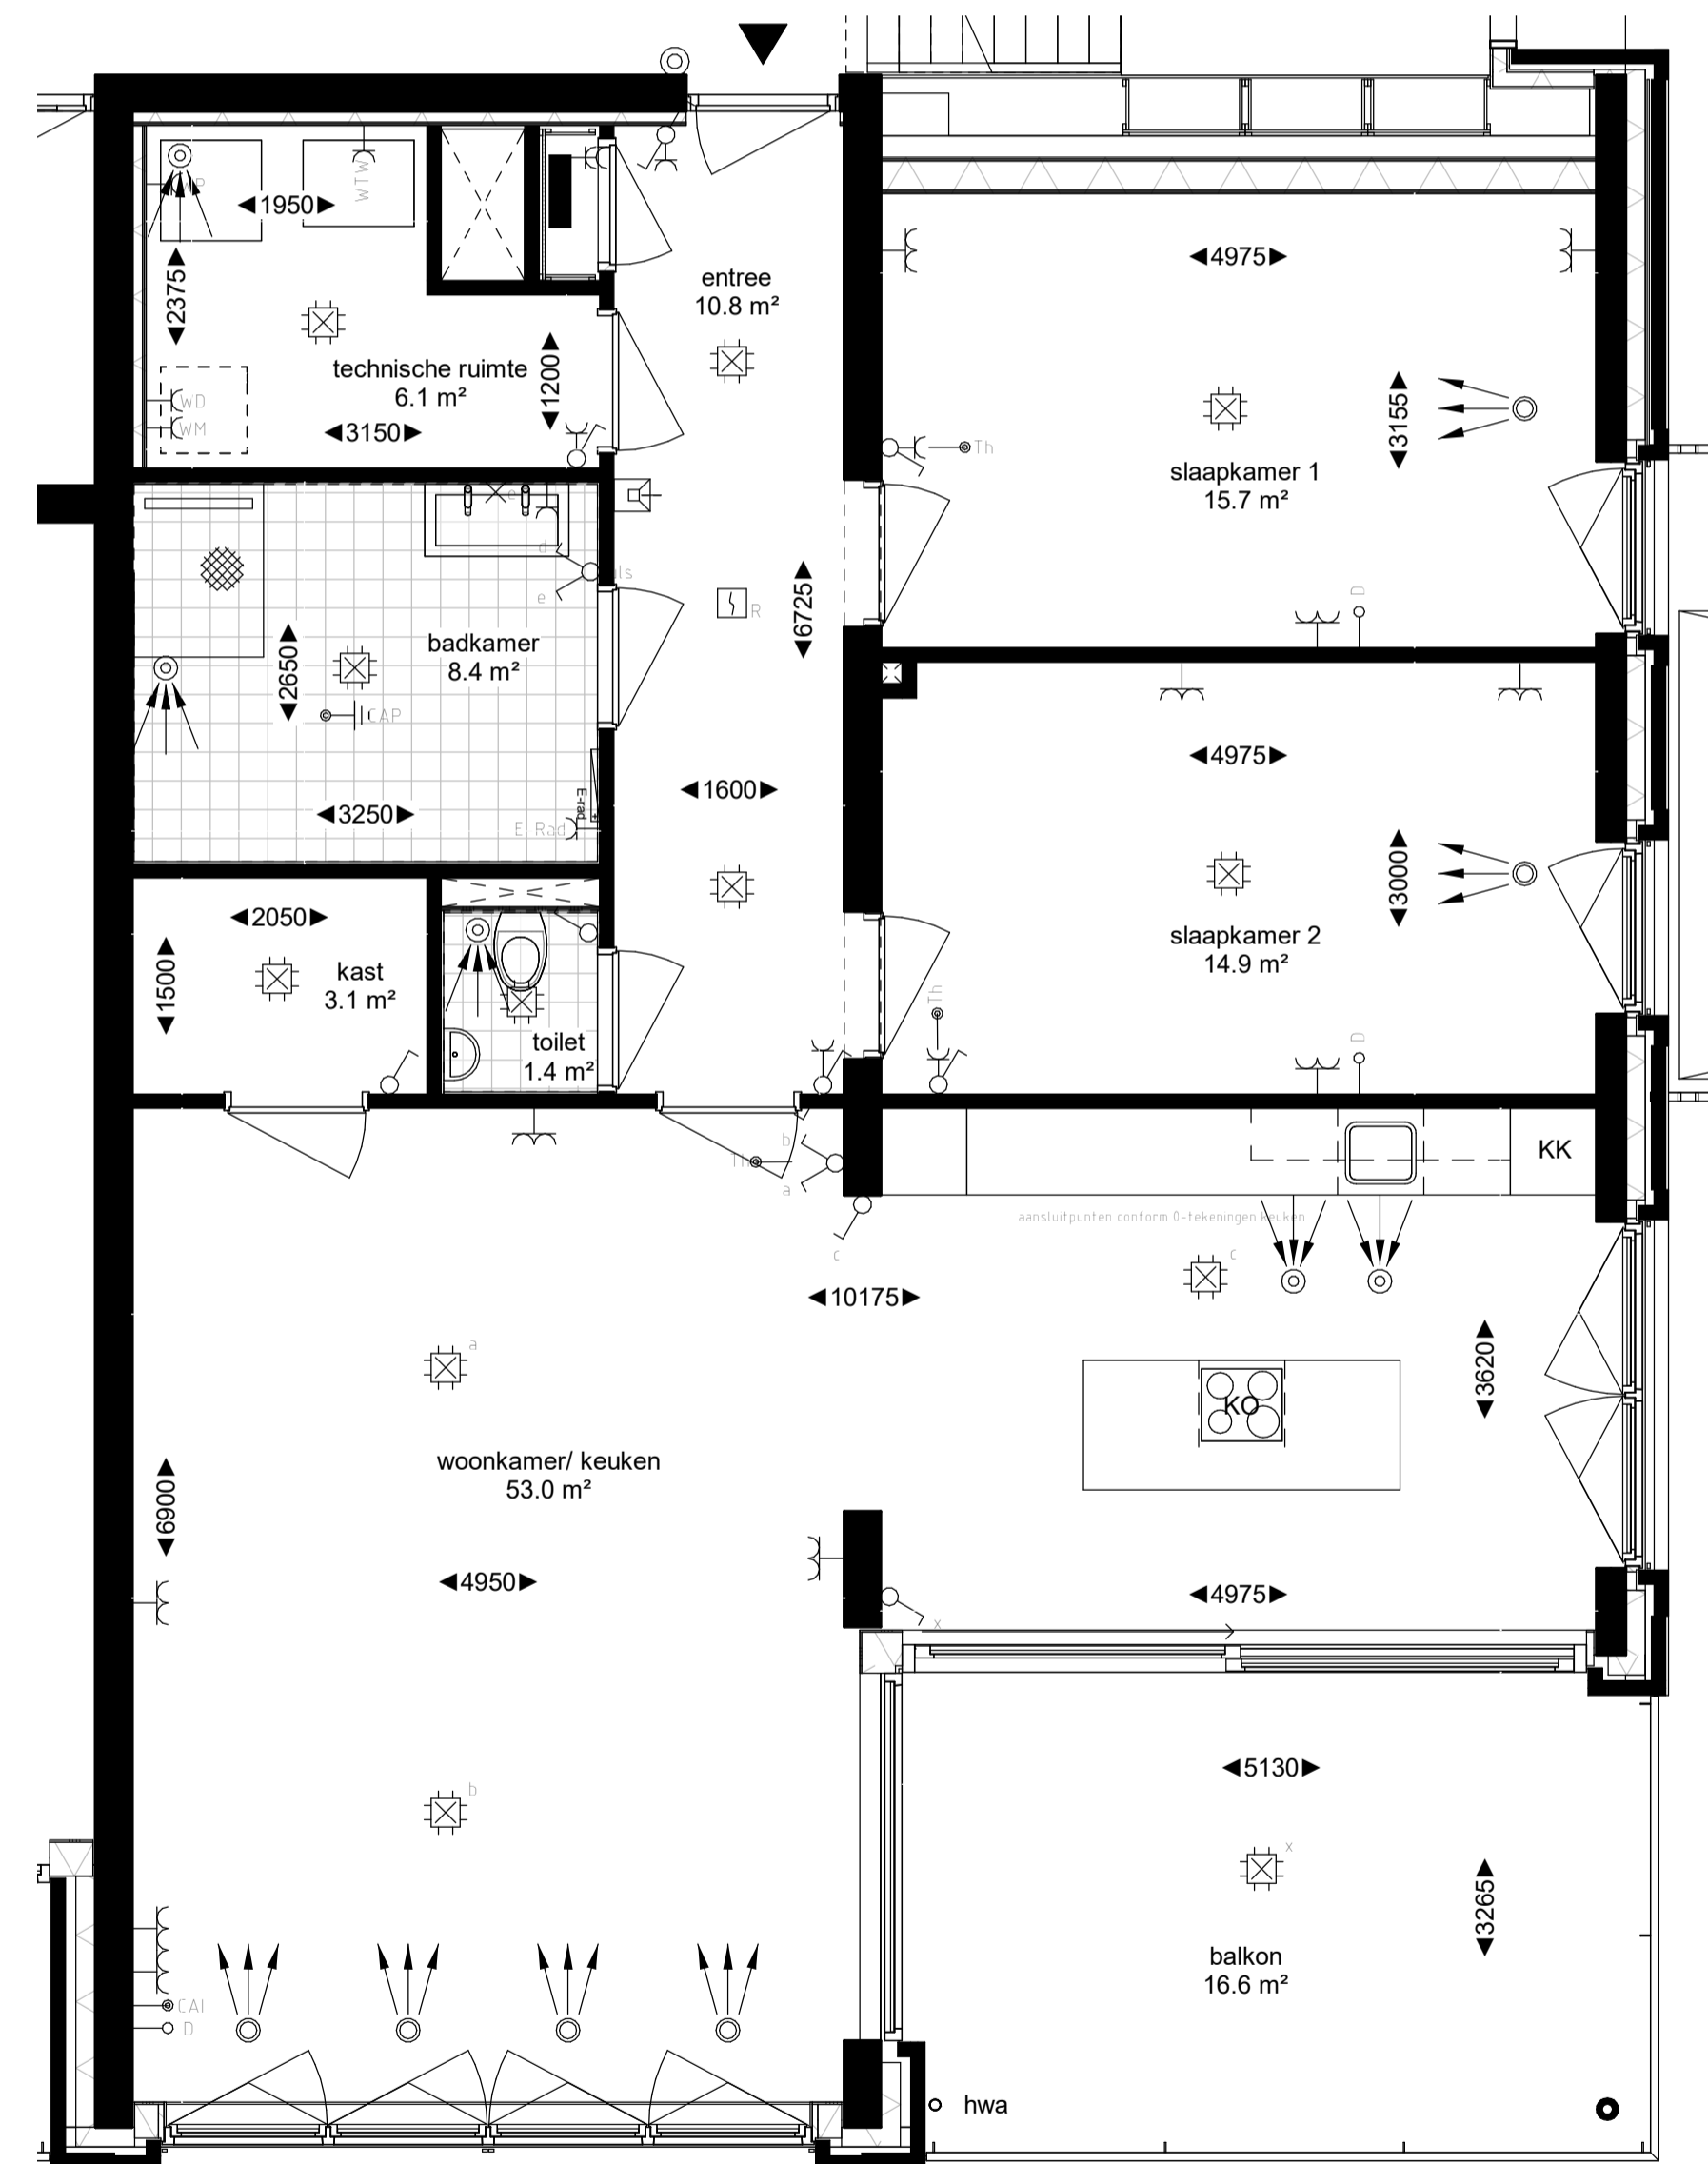 WP
WTW
1950
2375
entree
10.8 m²
technische ruimte
6.1 m²
1200
WD
WM
3150
4975
3155
Th
slaapkamer 1
15.7 m²
D
e
d
e
R
6725
badkamer
8.4 m²
2650
CAP
3250
E-rad
E Rad
1600
4975
3000
slaapkamer 2
14.9 m²
Th
D
2050
1500
kast
3.1 m²
toilet
1.4 m²
b
Th
a
c
KK
aansluitpunten conform 0-tekeningen keuken
c
10175
a
3620
KO
woonkamer/ keuken
53.0 m²
6900
4950
4975
x
5130
b
x
3265
balkon
16.6 m²
CAI
D
hwa